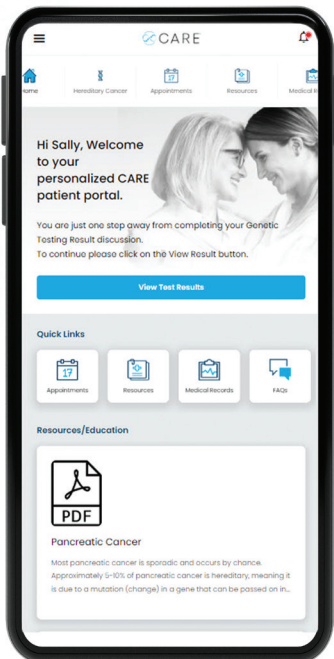 CARE
Home Hereditary Cancer Appointments Resources Medical R
Hi Sally, Welcome
to your
personalized CARE
patient portal.
You are just one step away from completing your Genetic
Testing Result discussion.
To continue please click on the View Result button.
View Test Results
Quick Links
17
17
Appointments Resources Medical Records FAQs
Resources/Education
PDF
Pancreatic Cancer
Most pancreatic cancer is sporadic and occurs by chance.
Approximately 5-10% of pancreatic cancer is hereditary, meaning it
is due to a mutation (change) in a gene that can be passed on in...